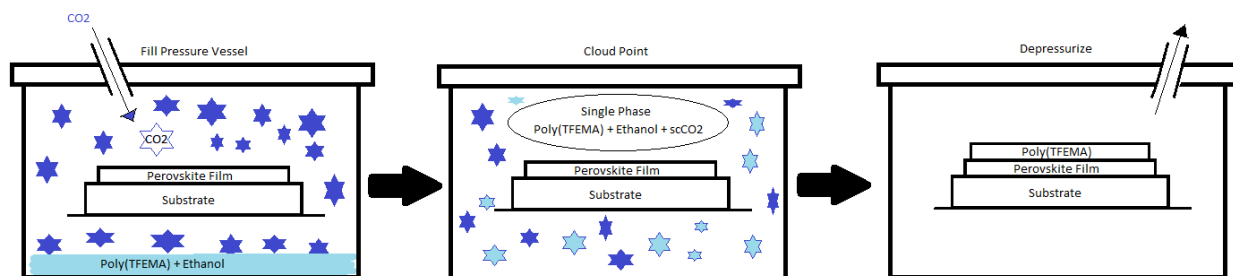 CO2
Fill Pressure Vessel
CO2
Perovskite Film
Substrate
Poly(TFEMA) + Ethanol
Cloud Point
Single Phase
Poly(TFEMA) + Ethanol + scCO2
Perovskite Film
Substrate
Depressurize
Poly(TFEMA)
Perovskite Film
Substrate